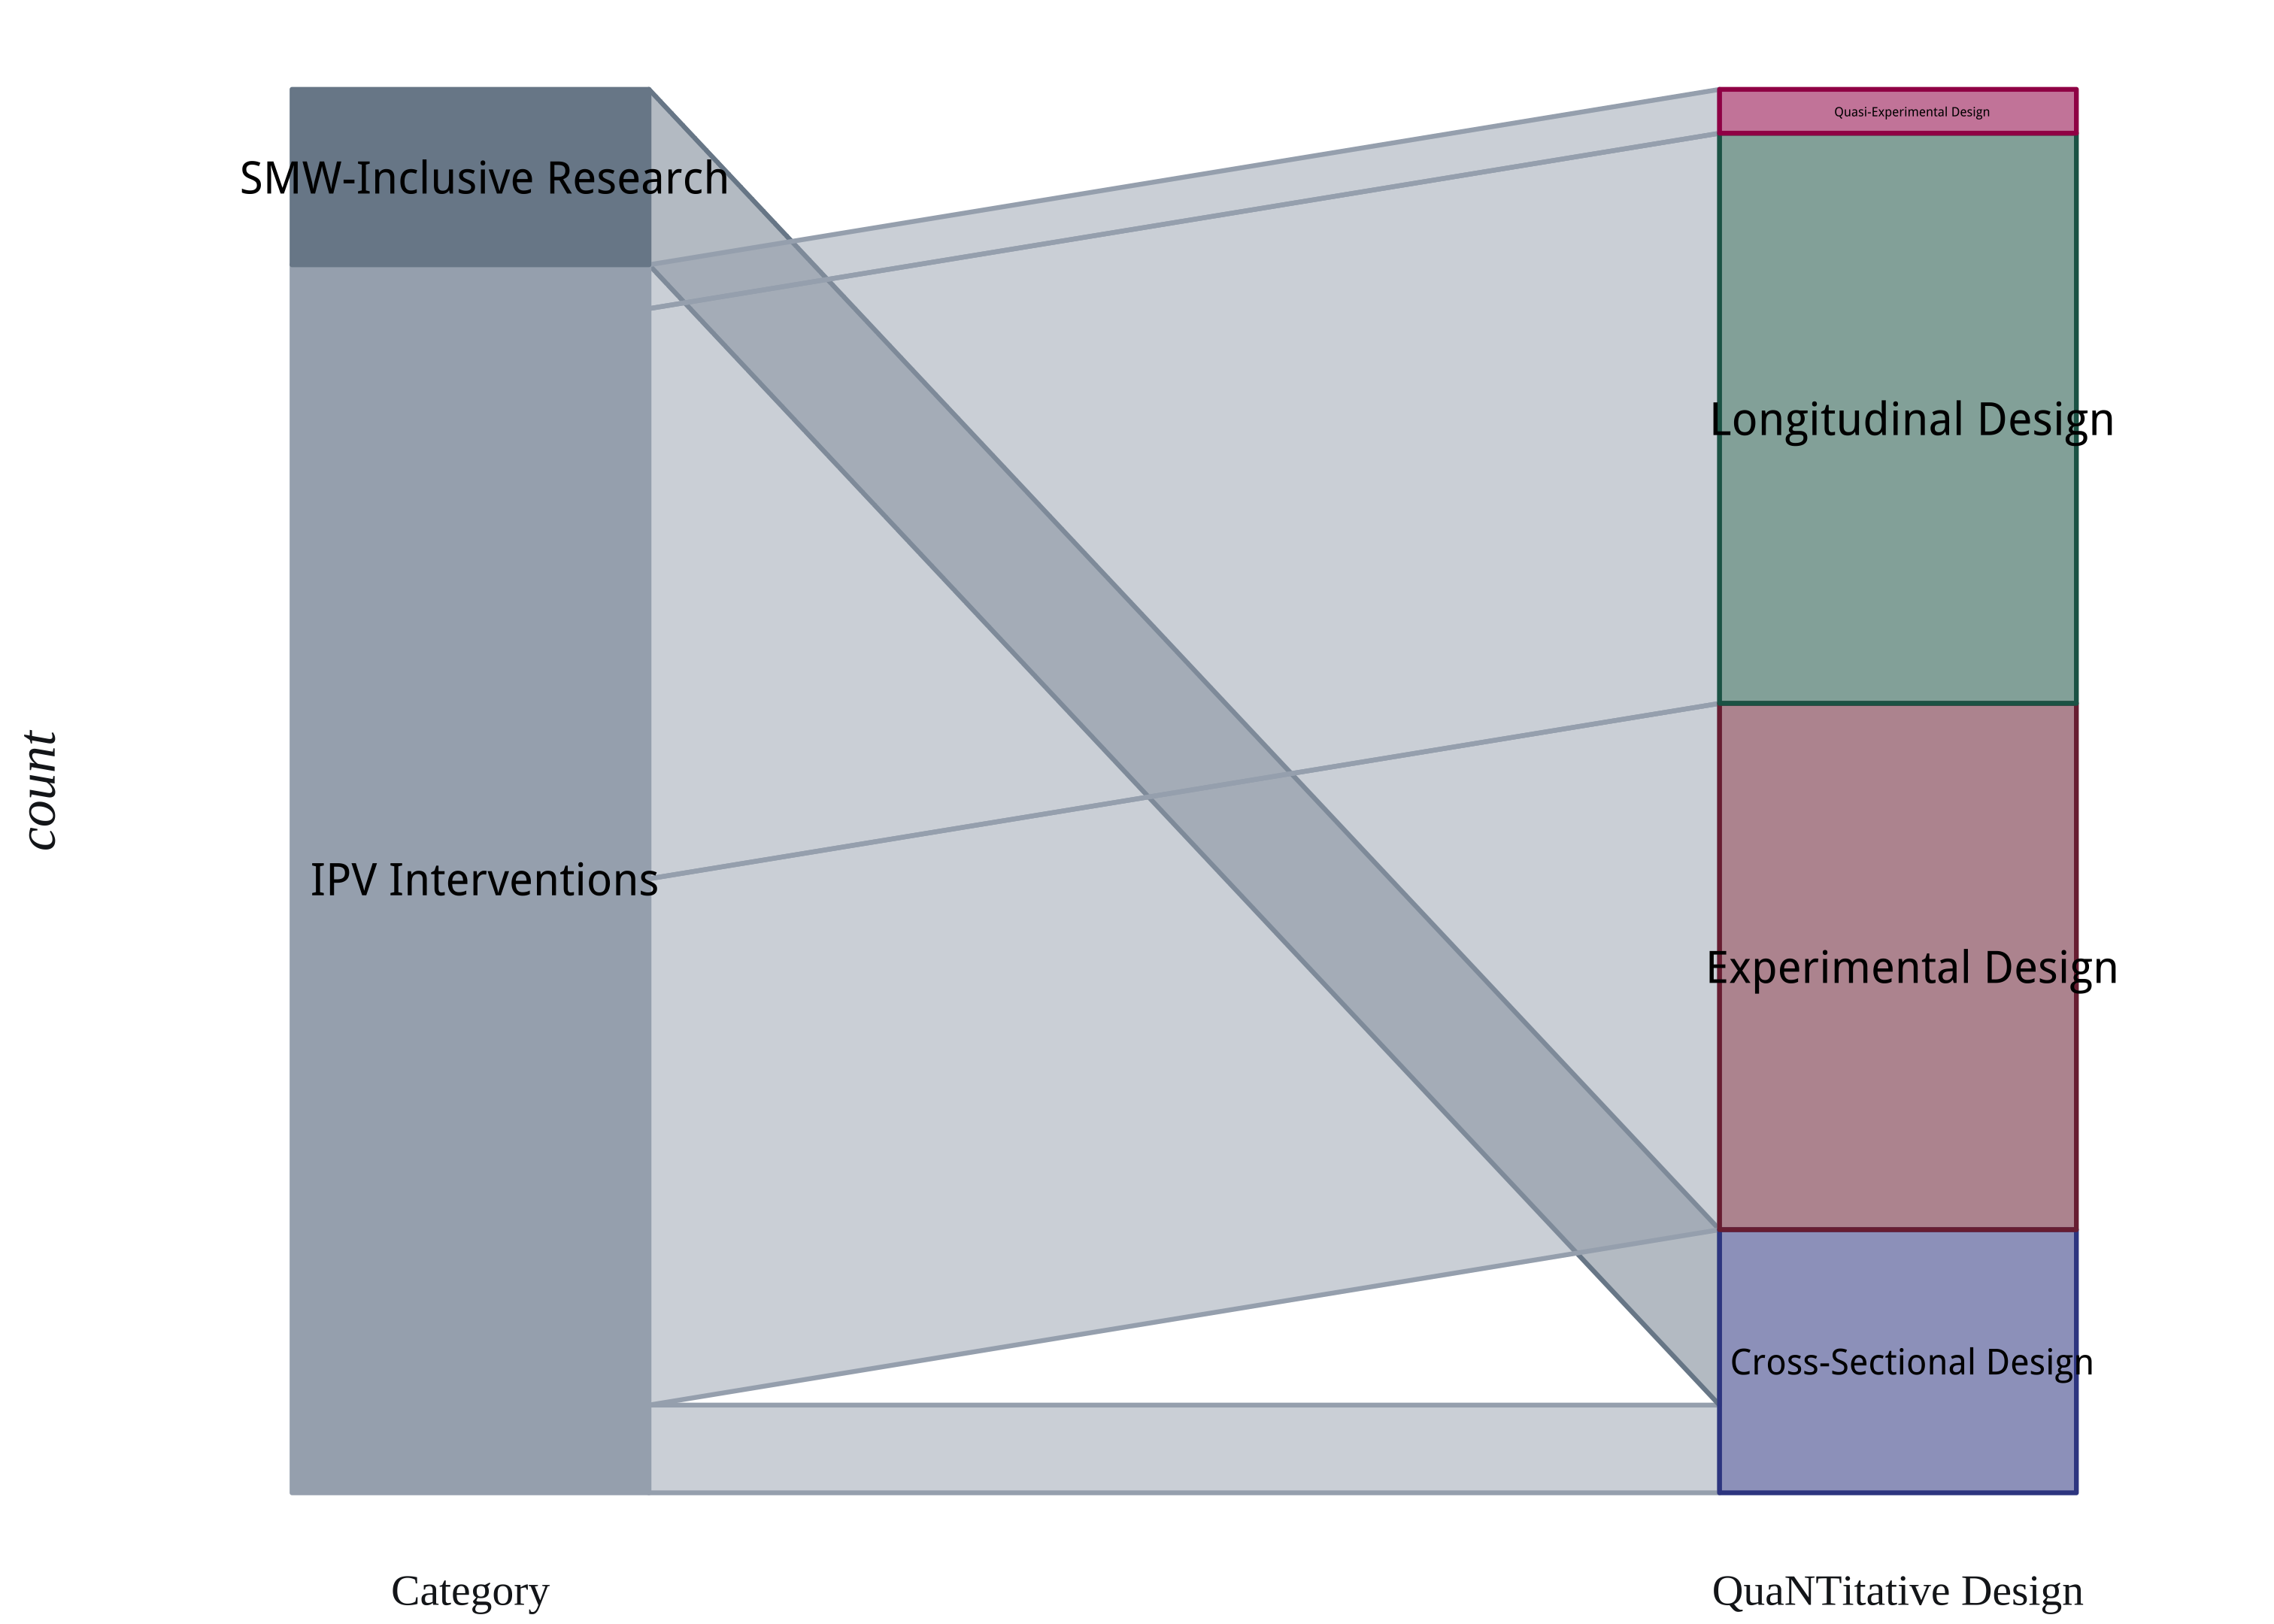 Quasi-Experimental Design
SMW-Inclusive Research
Longitudinal Design
count
IPV Interventions
Experimental Design
Cross-Sectional Design
Category
QuaNTitative Design